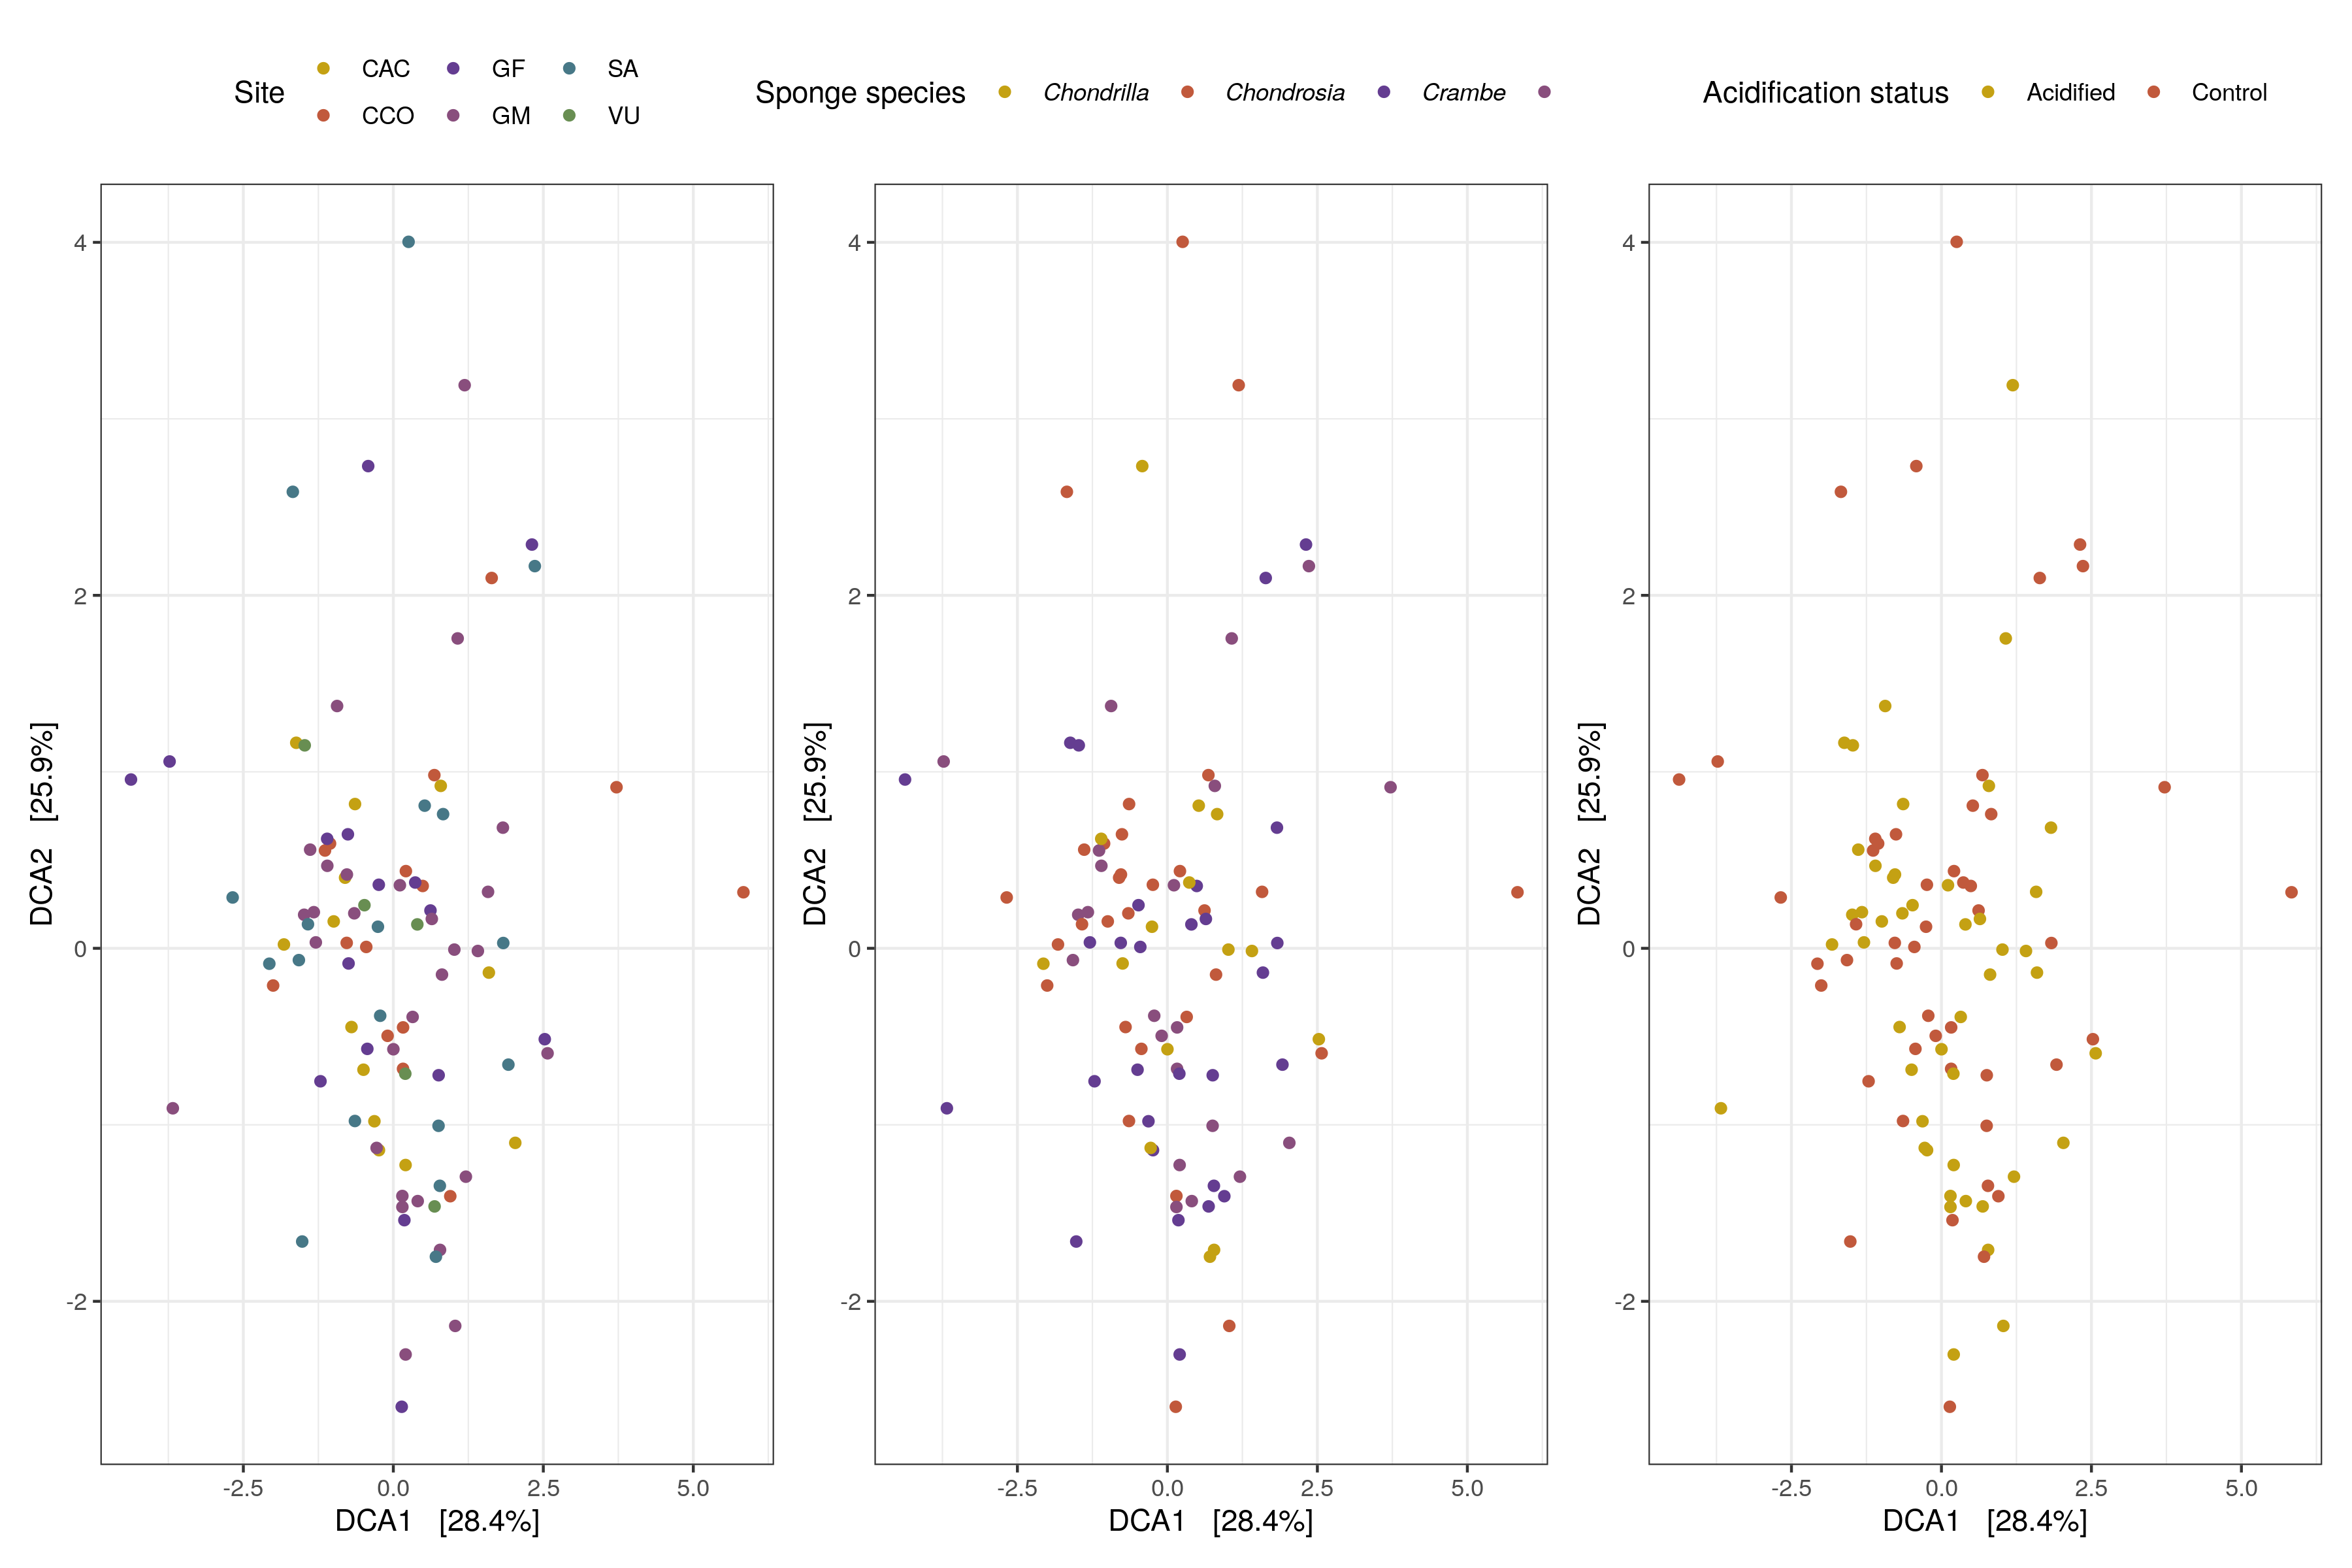 Site CAC GF SA
CCO GM VU
Sponge species Chondrilla Chondrosia Crambe
Acidification status Acidified Control
4
2
0
-2
DCA2 [25.9%]
-2.5 0.0 2.5 5.0
DCA1 [28.4%]
4
2
0
-2
DCA2 [25.9%]
-2.5 0.0 2.5 5.0
DCA1 [28.4%]
4
2
0
-2
DCA2 [25.9%]
-2.5 0.0 2.5 5.0
DCA1 [28.4%]